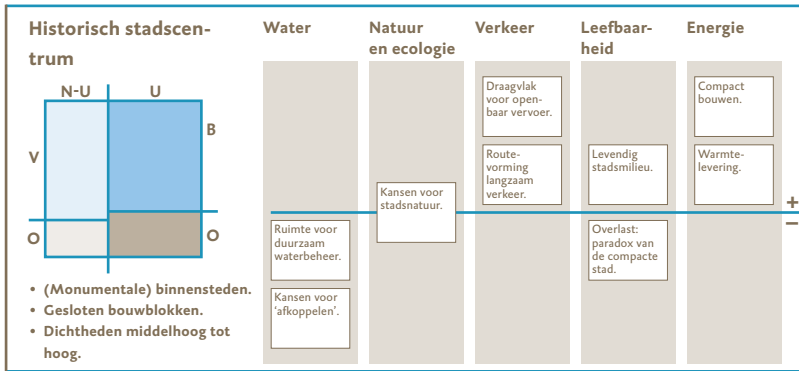 Historisch stadscen-
trum
N-U U
V
B
O
O
• (Monumentale) binnensteden.
• Gesloten bouwblokken.
• Dichtheden middelhoog tot
hoog.
Water
Ruimte voor
duurzaam
waterbeheer.
Kansen voor
‘afkoppelen’.
Natuur
en ecologie
Kansen voor
stadsnatuur.
Verkeer
Draagvlak
voor open-
baar vervoer.
Route-
vorming
langzaam
verkeer.
Leefbaar-
heid
Levendig
stadsmilieu.
Overlast:
paradox van
de compacte
stad.
Energie
Compact
bouwen.
Warmte-
levering.
+
–